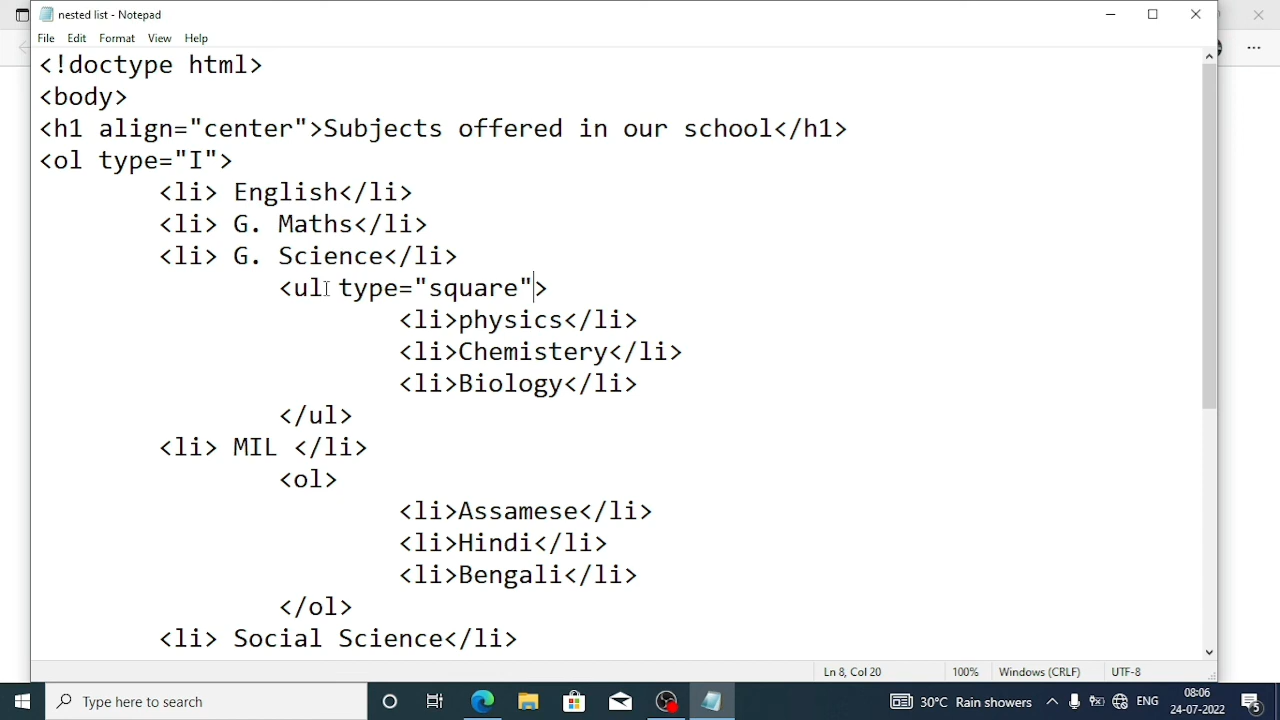 nested list - Notepad
File Edit Format View Help
<!doctype html>
<body>
<h1 align="center">Subjects offered in our school</h1>
<ol type="I">
<li> English</li>
<li> G. Maths</li>
<li> G. Science</li>
<ul type="square">
<li>physics</li>
<li>Chemistery</li>
<li>Biology</li>
</ul>
<li> MIL </li>
<ol>
<li>Assamese</li>
<li>Hindi</li>
<li>Bengali</li>
</ol>
<li> Social Science</li>
Ln 8, Col 20 100% Windows (CRLF) UTF-8
Type here to search 30°C Rain showers ENG 08:06
24-07-2022 5